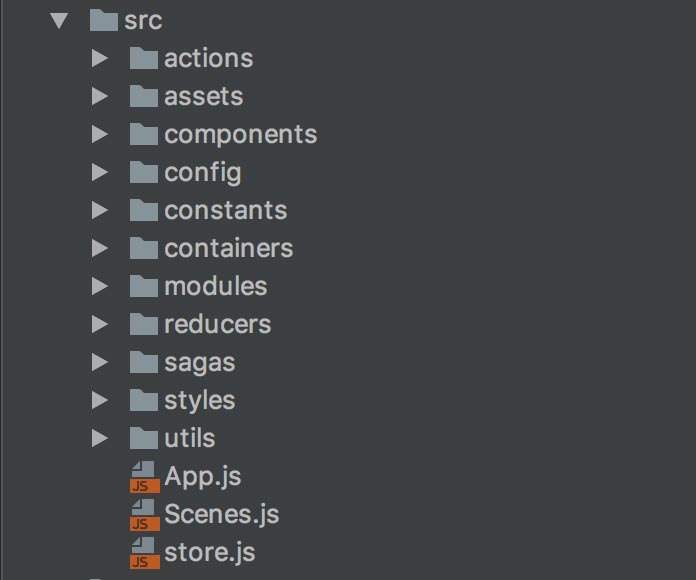 src
actions
assets
components
config
constants
containers
modules
reducers
sagas
styles
utils
JS App.js
JS Scenes.js
JS store.js